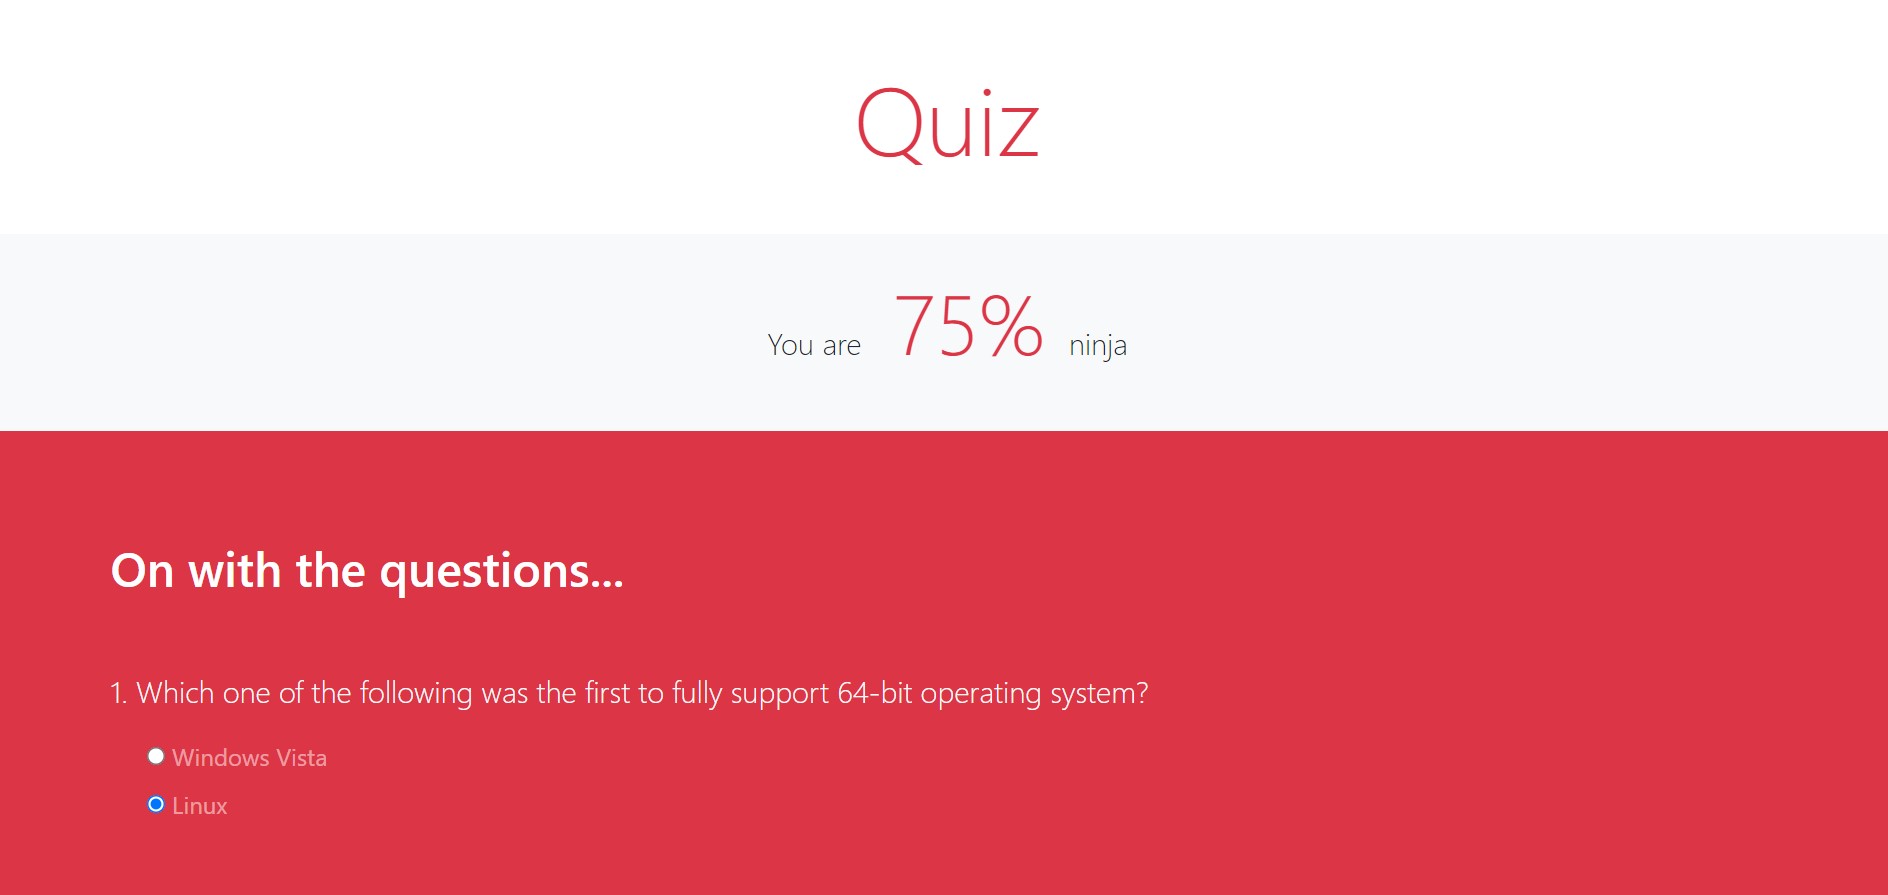 Quiz
You are 75% ninja
On with the questions...
1. Which one of the following was the first to fully support 64-bit operating system?
Windows Vista
Linux